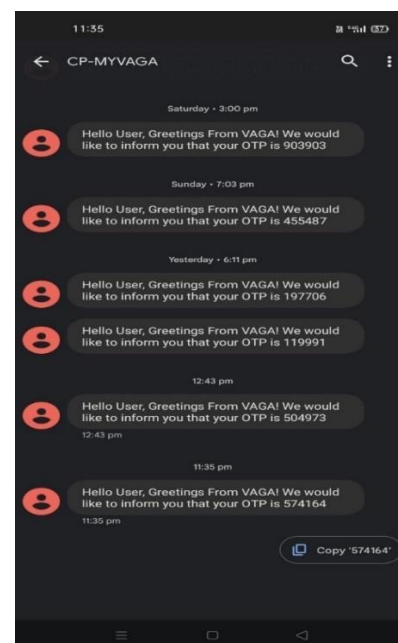 11:35
37
CP-MYVAGA
Saturday • 3:00 pm
Hello User, Greetings From VAGA! We would
like to inform you that your OTP is 903903
Sunday • 7:03 pm
Hello User, Greetings From VAGA! We would
like to inform you that your OTP is 455487
Yesterday • 6:11 pm
Hello User, Greetings From VAGA! We would
like to inform you that your OTP is 197706
Hello User, Greetings From VAGA! We would
like to inform you that your OTP is 119991
12:43 pm
Hello User, Greetings From VAGA! We would
like to inform you that your OTP is 504973
12:43 pm
11:35 pm
Hello User, Greetings From VAGA! We would
like to inform you that your OTP is 574164
11:35 pm
Copy '574164'